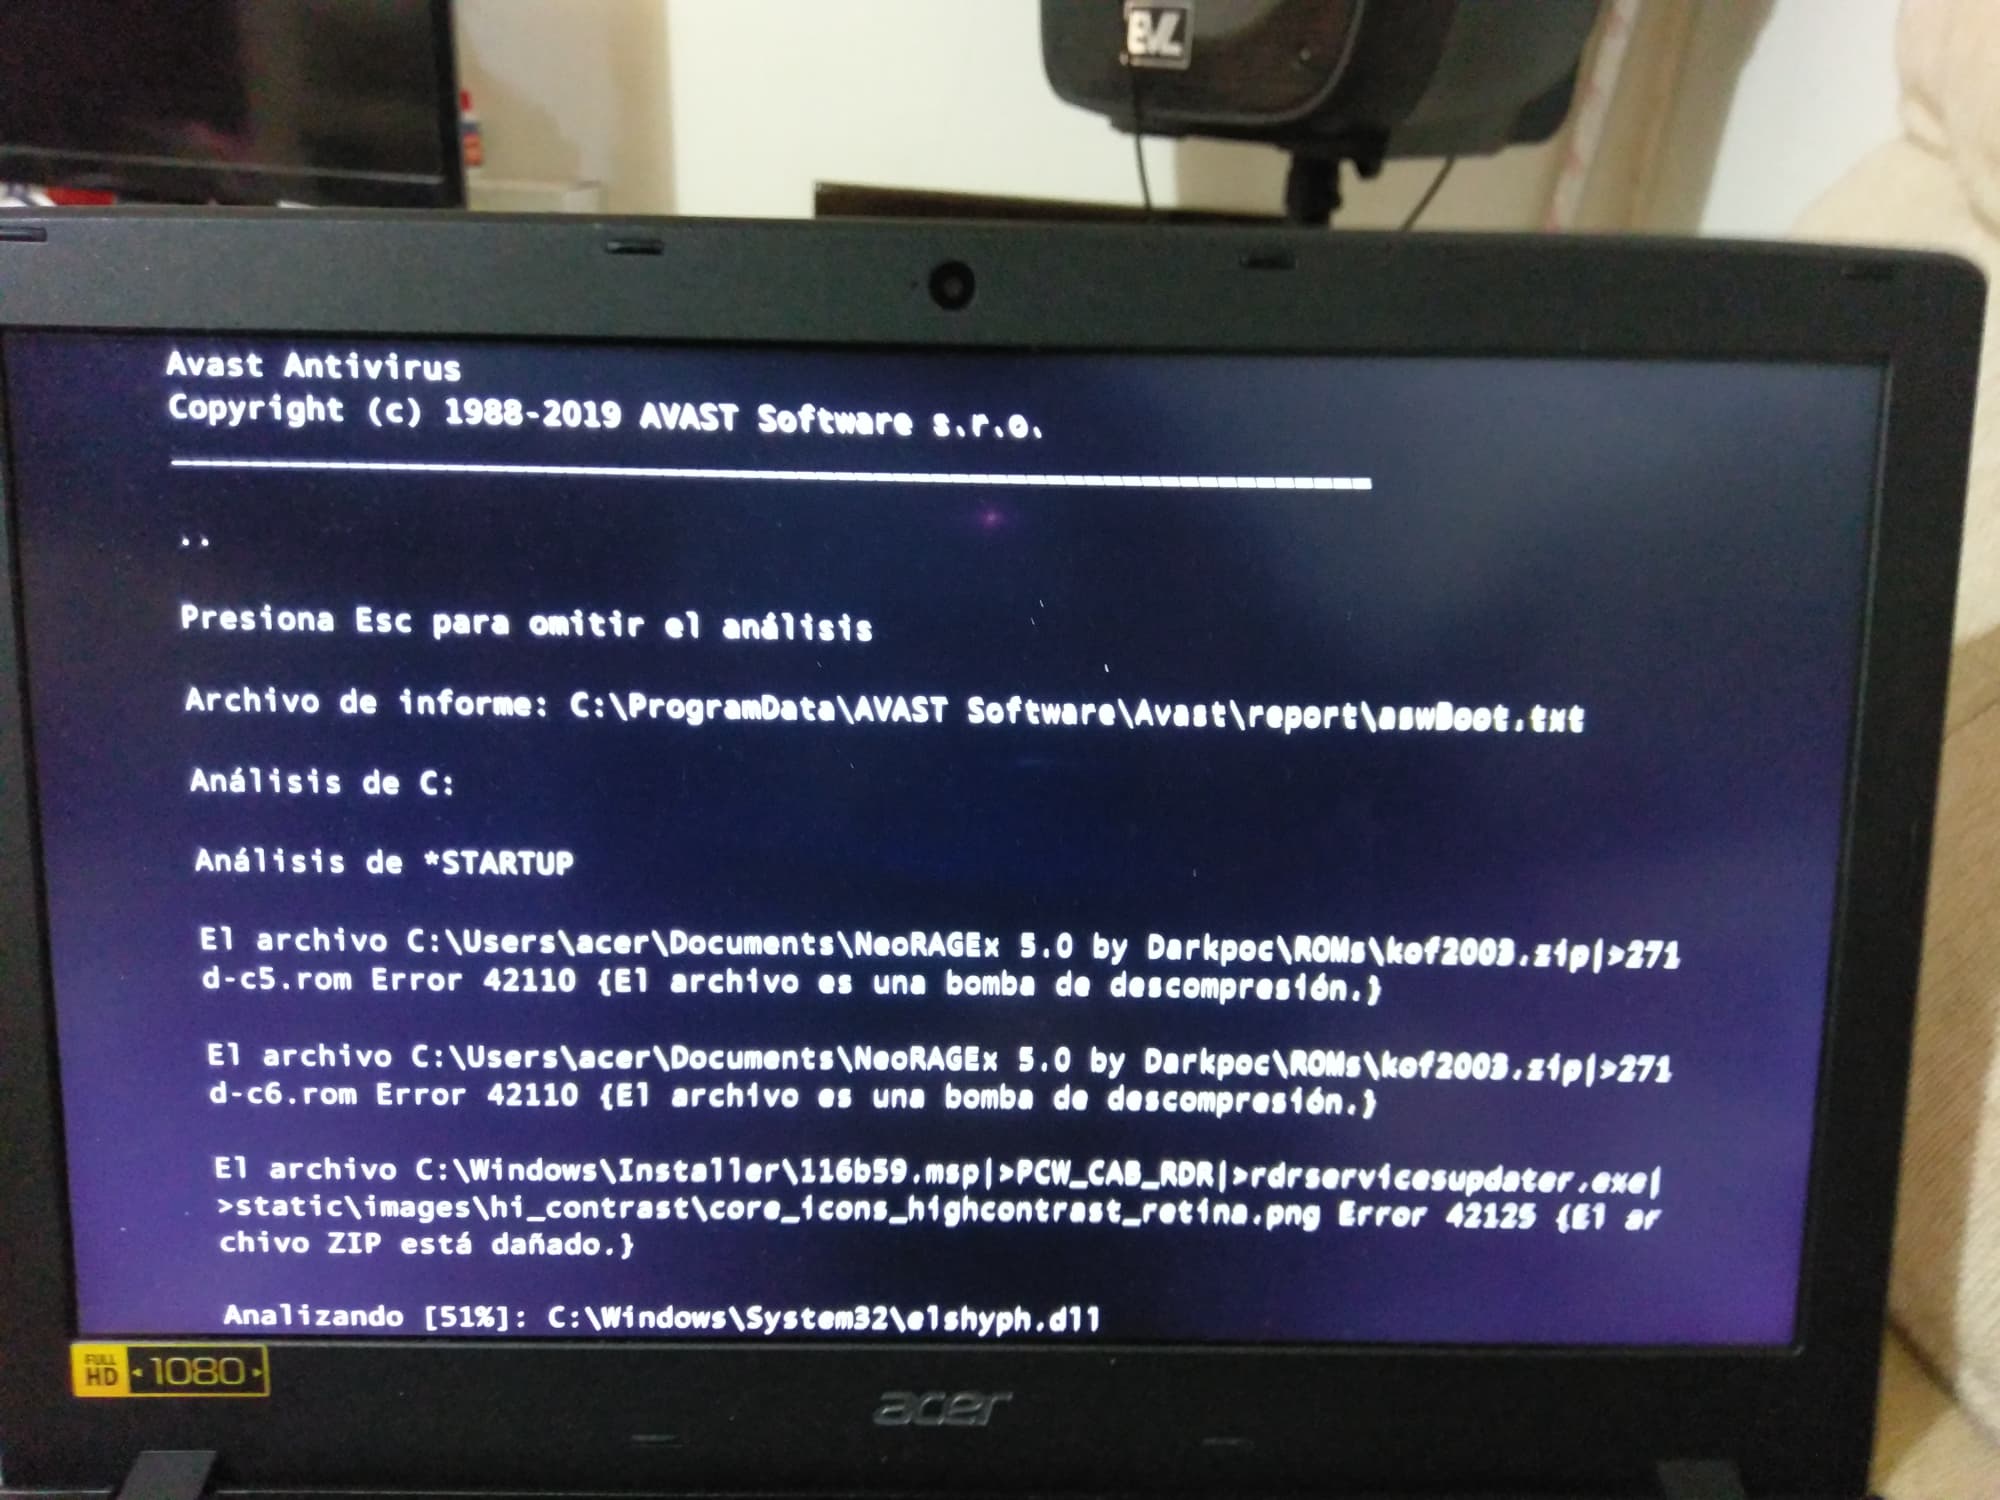 EVL
Avast Antivirus
Copyright (c) 1988-2019 AVAST Software s.r.o.
..
Presiona Esc para omitir el análisis
Archivo de informe: C:\ProgramData\AVAST Software\Avast\report\aswBoot.txt
Análisis de C:
Análisis de *STARTUP
El archivo C:\Users\acer\Documents\NeoRAGEx 5.0 by Darkpoc\ROMs\kof2003.zip|>271
d-c5.rom Error 42110 {El archivo es una bomba de descompresión.}
El archivo C:\Users\acer\Documents\NeoRAGEx 5.0 by Darkpoc\ROMs\kof2003.zip|>271
d-c6.rom Error 42110 {El archivo es una bomba de descompresión.}
El archivo C:\Windows\Installer\116b59.msp|>PCW_CAB_RDR|>rdrservicesupdater.exe|
>static\images\hi_contrast\core_icons_highcontrast_retina.png Error 42125 {El ar
chivo ZIP está dañado.}
Analizando [51%]: C:\Windows\System32\elshyph.dll
FULL HD 1080
acer